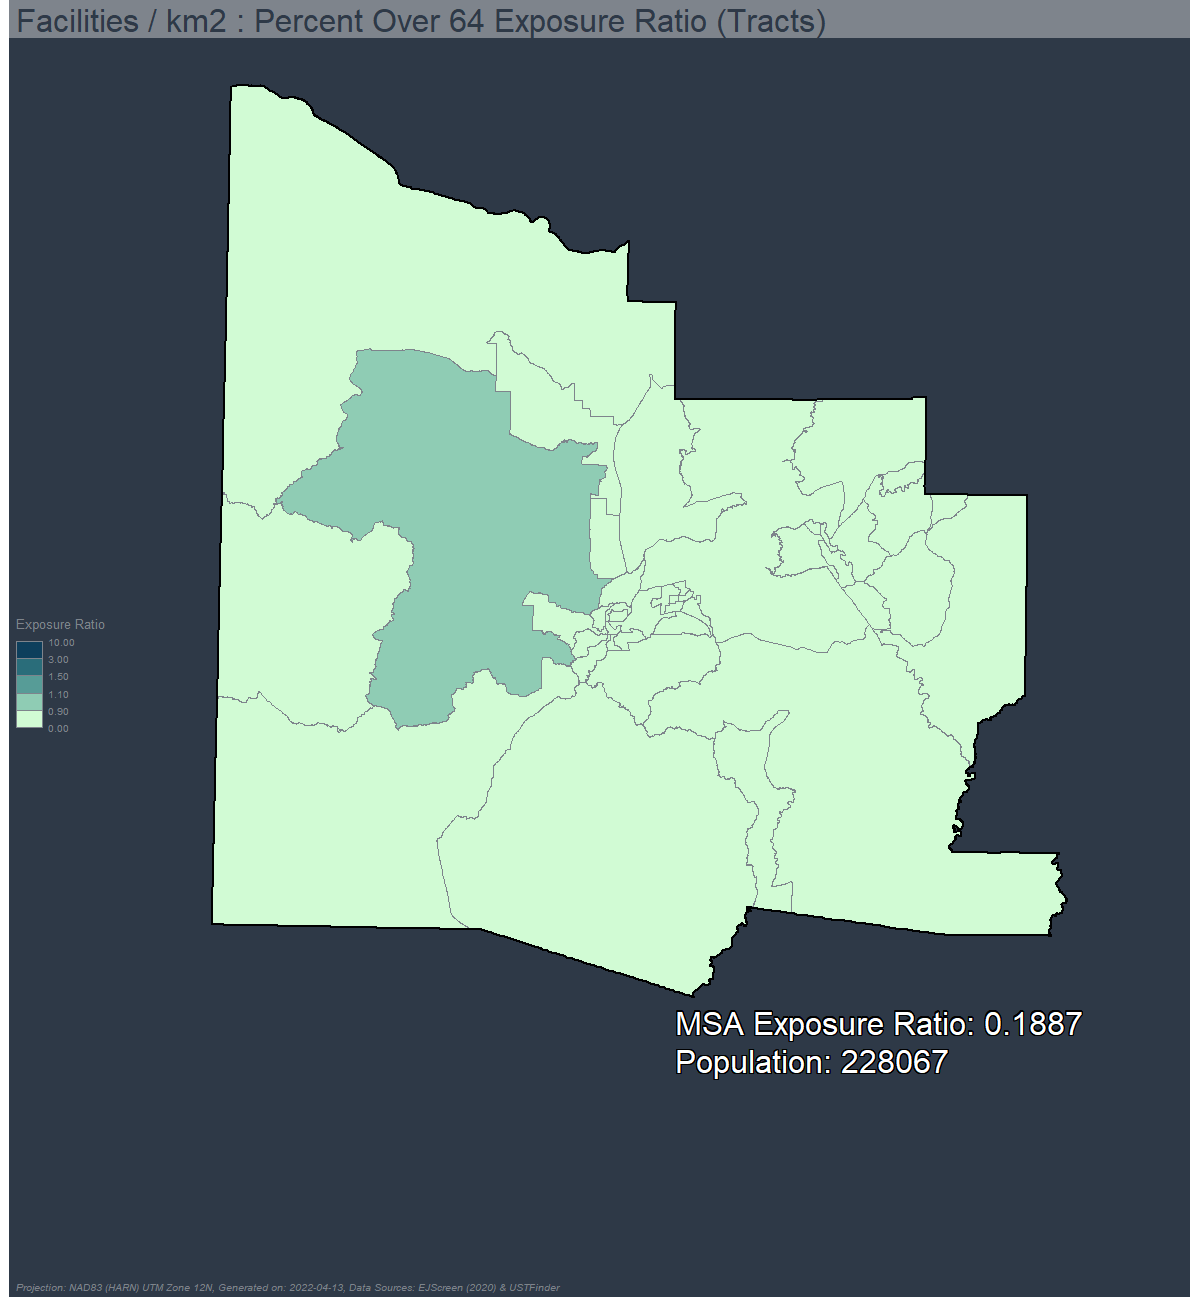 Facilities / km2 : Percent Over 64 Exposure Ratio (Tracts)
Exposure Ratio
10.00
3.00
1.50
1.10
0.90
0.00
MSA Exposure Ratio: 0.1887
Population: 228067
Projection: NAD83 (HARN) UTM Zone 12N, Generated on: 2022-04-13, Data Sources: EJScreen (2020) & USTFinder